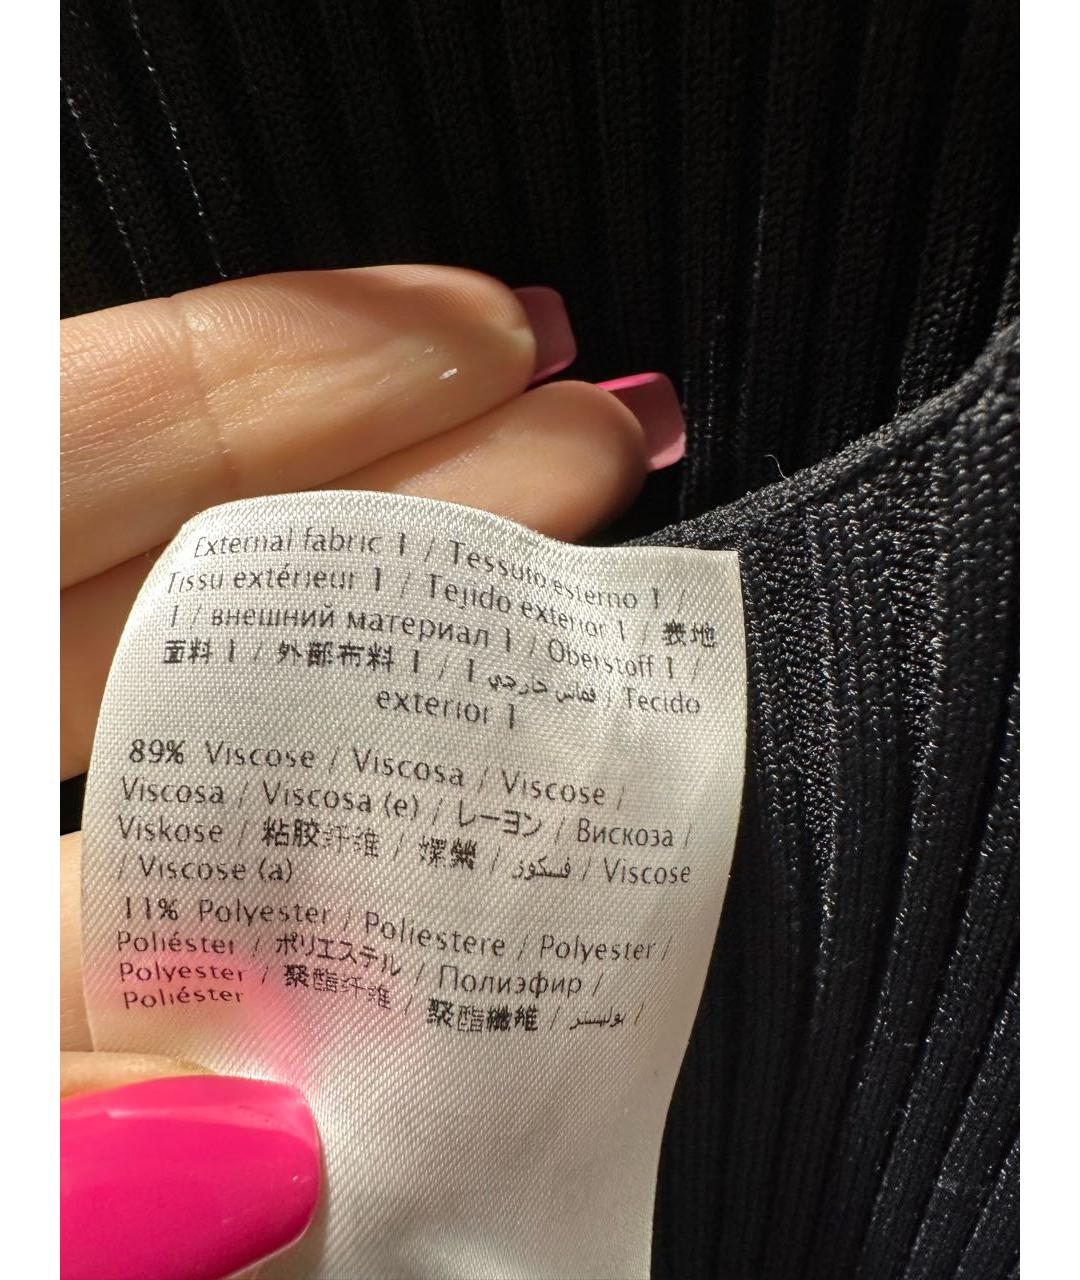 External fabric 1 / Tessuto esterno 1 /
Tissu extérieur 1 / Tejido exterior 1 / 表地
1 / внешний материал 1 / Oberstoff 1 /
面料 1 / 外部布料 1 / 1 قماس خارجي / Tecido
exterior 1
89% Viscose / Viscosa / Viscose /
Viscosa / Viscosa (e) / レーヨン / Вискоза /
Viskose / 粘胶纤维 / 嫘縈 / فسكوز / Viscose
/ Viscose (a)
11% Polyester / Poliestere / Polyester /
Poliéster / ポリエステル / Полиэфир /
Polyester / 聚酯纤维 / 聚酯纖維 / بوليستر /
Poliéster